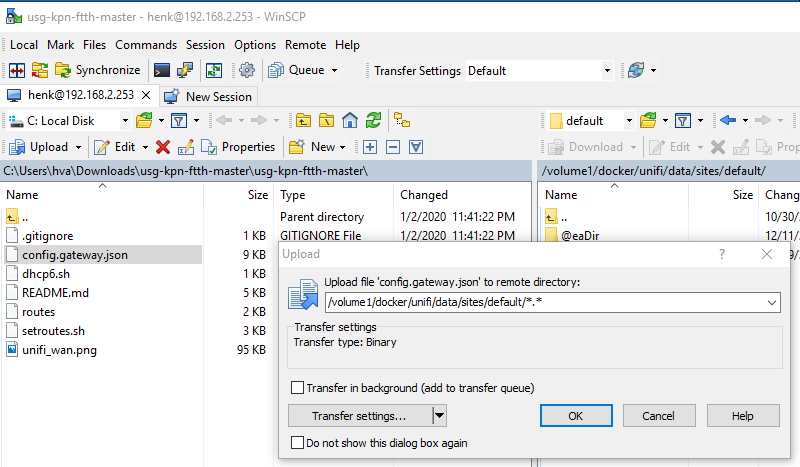 usg-kpn-ftth-master - henk@192.168.2.253 - WinSCP
Local Mark Files Commands Session Options Remote Help
Synchronize Queue Transfer Settings Default
henk@192.168.2.253 New Session
C: Local Disk default
Upload Edit Properties New Download Edit Prope
C:\Users\hva\Downloads\usg-kpn-ftth-master\usg-kpn-ftth-master\ /volume1/docker/unifi/data/sites/default/
Name Size Type Changed Name Changed
.. Parent directory 1/2/2020 11:41:22 PM .. 10/30/
.gitignore 1 KB GITIGNORE File 1/2/2020 11:41:22 PM @eaDir 12/11/
config.gateway.json 9 KB
dhcp6.sh 1 KB
README.md 5 KB
routes 2 KB
setroutes.sh 3 KB
unifi_wan.png 95 KB
Upload
Upload file 'config.gateway.json' to remote directory:
/volume1/docker/unifi/data/sites/default/*.*
Transfer settings
Transfer type: Binary
Transfer in background (add to transfer queue)
Transfer settings... OK Cancel Help
Do not show this dialog box again